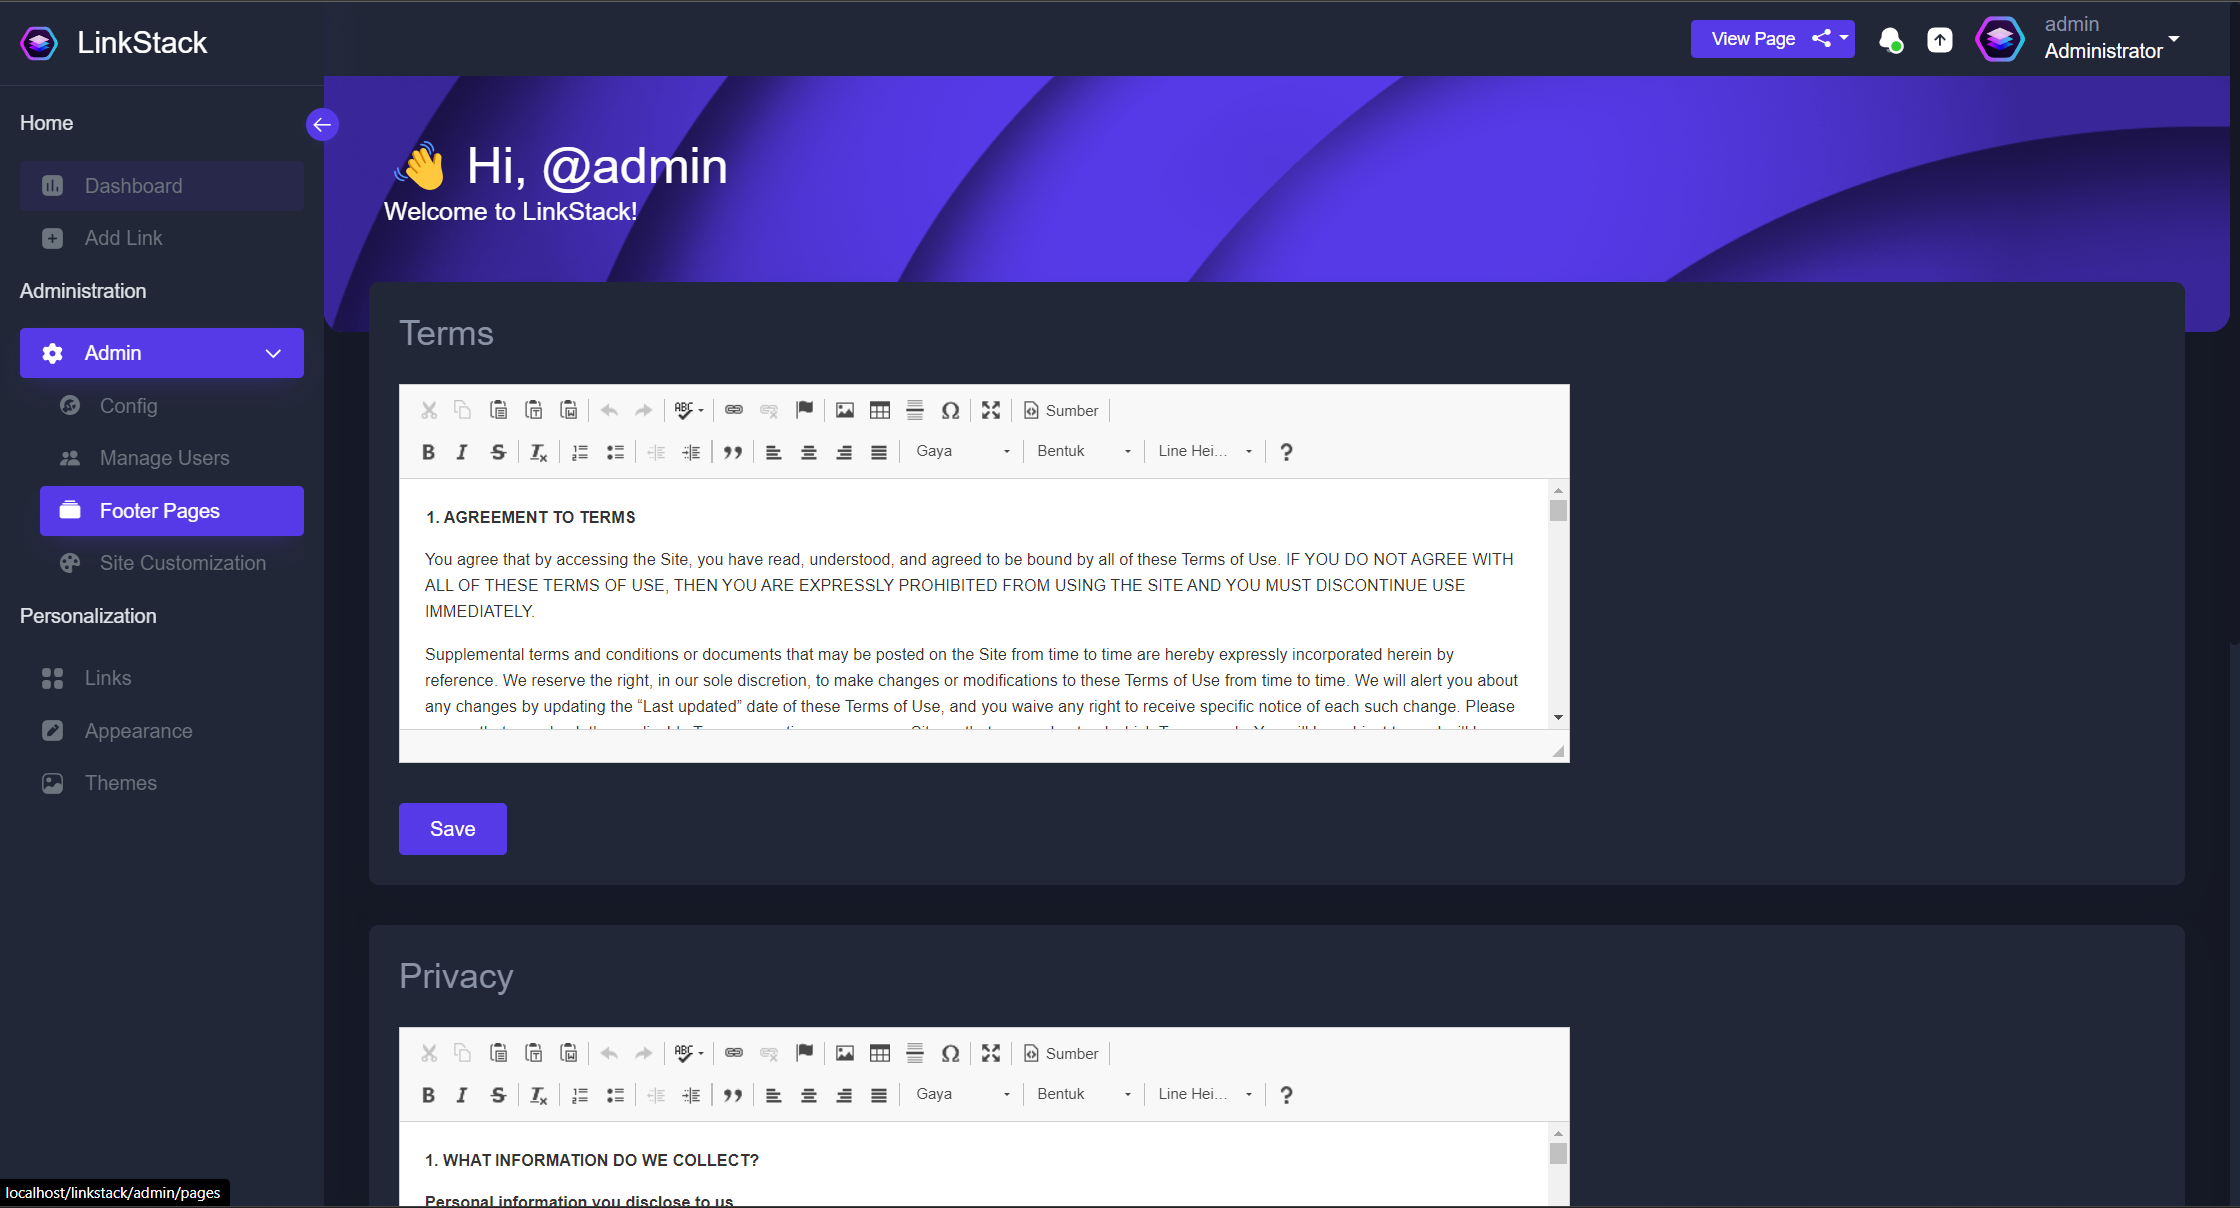 LinkStack
View Page
admin
Administrator
Home
Dashboard
Add Link
Administration
Admin
Config
Manage Users
Footer Pages
Site Customization
Personalization
Links
Appearance
Themes
Hi, @admin
Welcome to LinkStack!
Terms
ABC
Sumber
B I S Tx
Gaya
Bentuk
Line Hei...
?
1. AGREEMENT TO TERMS
You agree that by accessing the Site, you have read, understood, and agreed to be bound by all of these Terms of Use. IF YOU DO NOT AGREE WITH
ALL OF THESE TERMS OF USE, THEN YOU ARE EXPRESSLY PROHIBITED FROM USING THE SITE AND YOU MUST DISCONTINUE USE
IMMEDIATELY.
Supplemental terms and conditions or documents that may be posted on the Site from time to time are hereby expressly incorporated herein by
reference. We reserve the right, in our sole discretion, to make changes or modifications to these Terms of Use from time to time. We will alert you about
any changes by updating the “Last updated” date of these Terms of Use, and you waive any right to receive specific notice of each such change. Please
Save
Privacy
ABC
Sumber
B I S Tx
Gaya
Bentuk
Line Hei...
?
1. WHAT INFORMATION DO WE COLLECT?
Personal information you disclose to us
localhost/linkstack/admin/pages